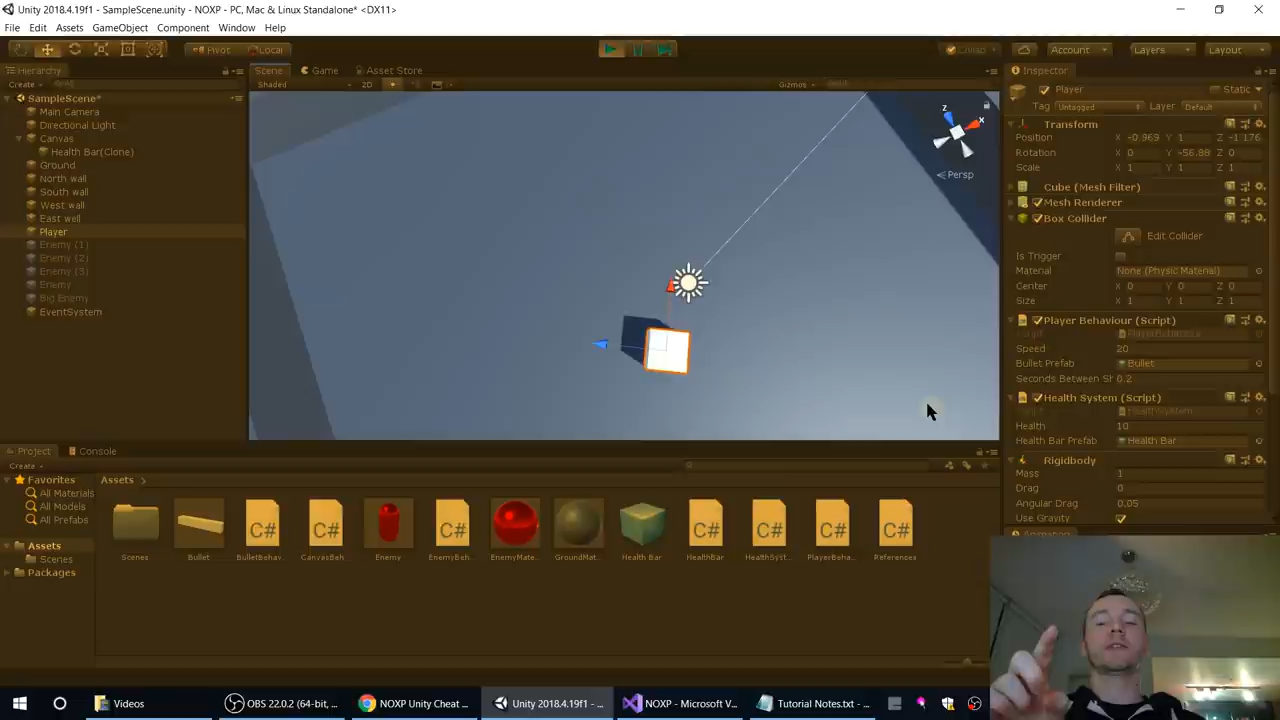 Unity 2018.4.19f1 - SampleScene.unity - NOXP - PC, Mac & Linux Standalone* <DX11>
File Edit Assets GameObject Component Window Help
Pivot Local Account Layers Layout
Hierarchy Scene Game Asset Store Inspector
Create Shaded 2D Gizmos
SampleScene*
Main Camera
Directional Light
Canvas
Health Bar(Clone)
Ground
North wall
South wall
West wall
East wall
Player
Enemy (1)
Enemy (2)
Enemy (3)
Enemy
Big Enemy
EventSystem
z
x
Persp
Player Static
Tag Untagged Layer Default
Transform
Position X -0.969 Y 1 Z -1.176
Rotation X 0 Y -56.88 Z 0
Scale X 1 Y 1 Z 1
Cube (Mesh Filter)
Mesh Renderer
Box Collider
Edit Collider
Is Trigger
Material None (Physic Material)
Center X 0 Y 0 Z 0
Size X 1 Y 1 Z 1
Player Behaviour (Script)
Speed 20
Bullet Prefab Bullet
Seconds Between Sh 0.2
Health System (Script)
HealthSystem
Health 10
Health Bar Prefab Health Bar
Rigidbody
Mass 1
Drag 0
Angular Drag 0.05
Use Gravity
Project Console
Create
Favorites
All Materials
All Models
All Prefabs
Assets
Scenes
Packages
Assets
Scenes Bullet BulletBehav... CanvasBeh... Enemy EnemyBeh... EnemyMate... GroundMat... Health Bar HealthBar HealthSyst... PlayerBeha... References
C# C# C# C# C# C# C#
Videos OBS 22.0.2 (64-bit, ... NOXP Unity Cheat ... Unity 2018.4.19f1 - ... NOXP - Microsoft V... Tutorial Notes.txt - ...